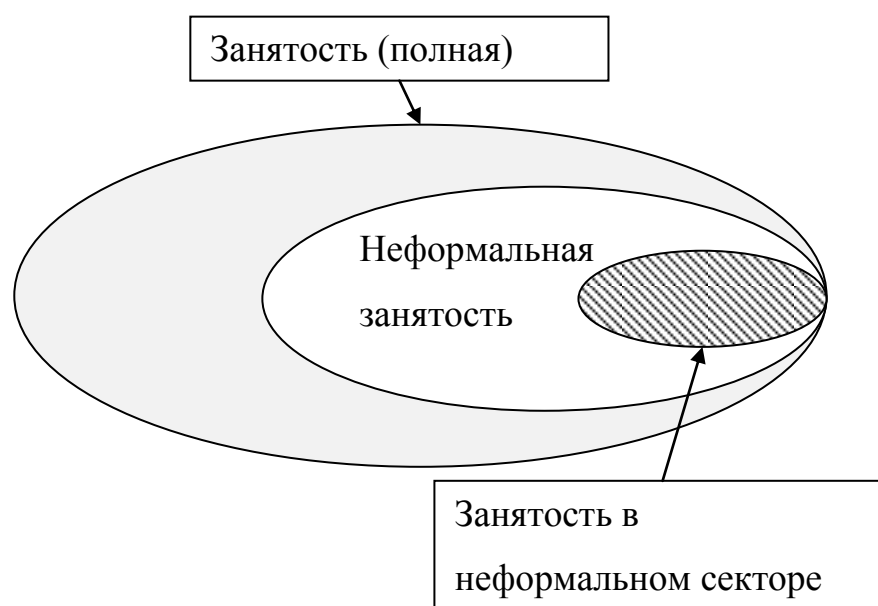 Занятость (полная)
Неформальная
занятость
Занятость в
неформальном секторе